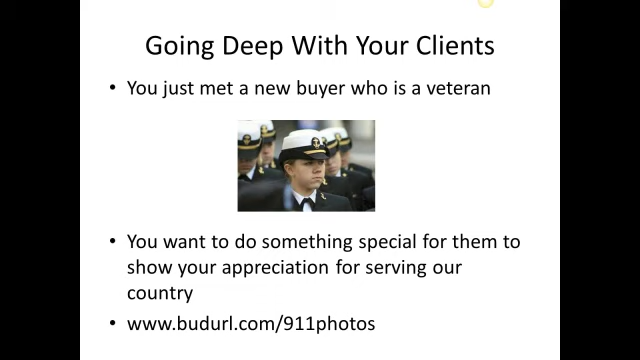 Going Deep With Your Clients
• You just met a new buyer who is a veteran
• You want to do something special for them to
show your appreciation for serving our
country
• www.budurl.com/911photos